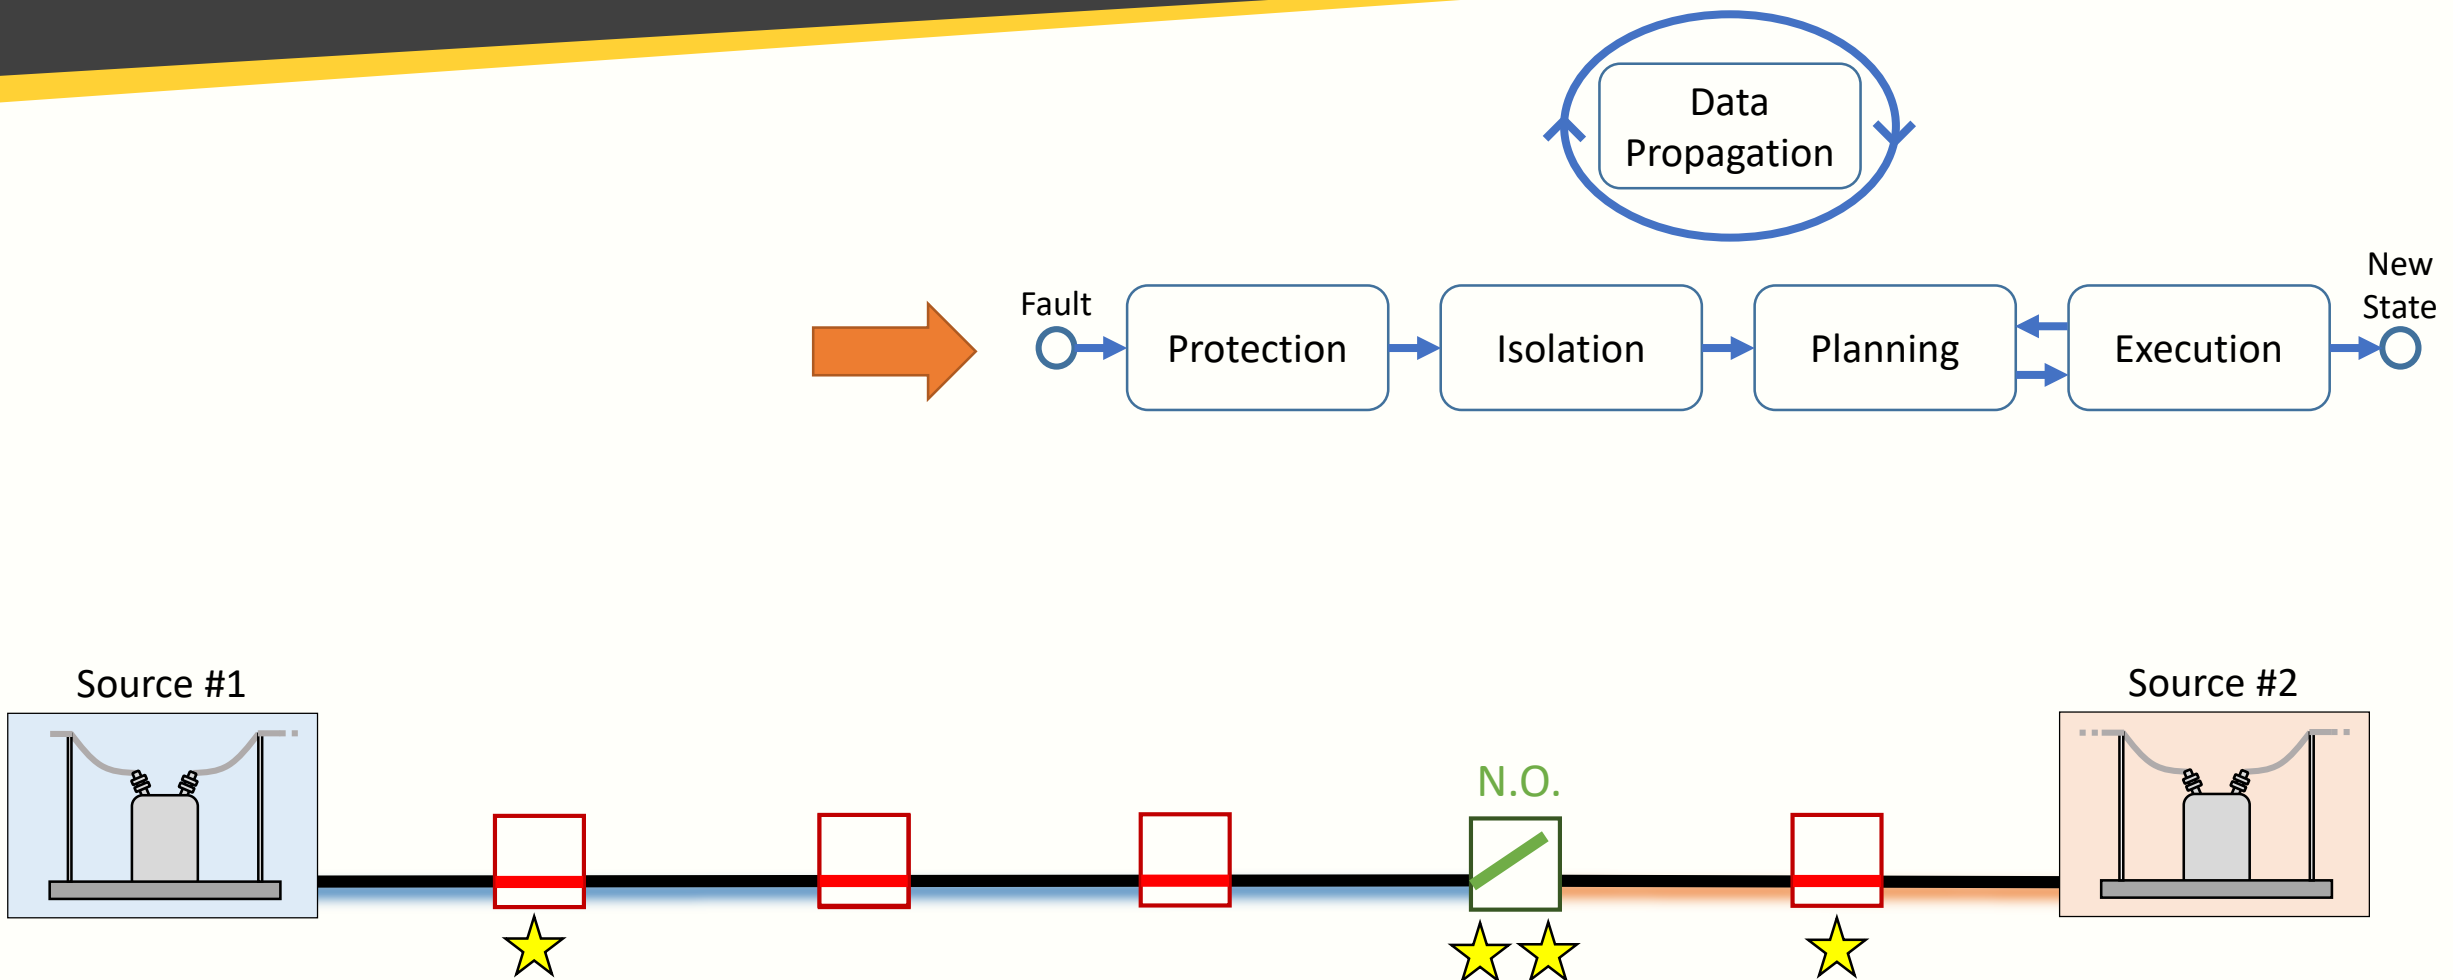 Data
Propagation
Fault
Protection
Isolation
Planning
Execution
New
State
Source #1
N.O.
Source #2